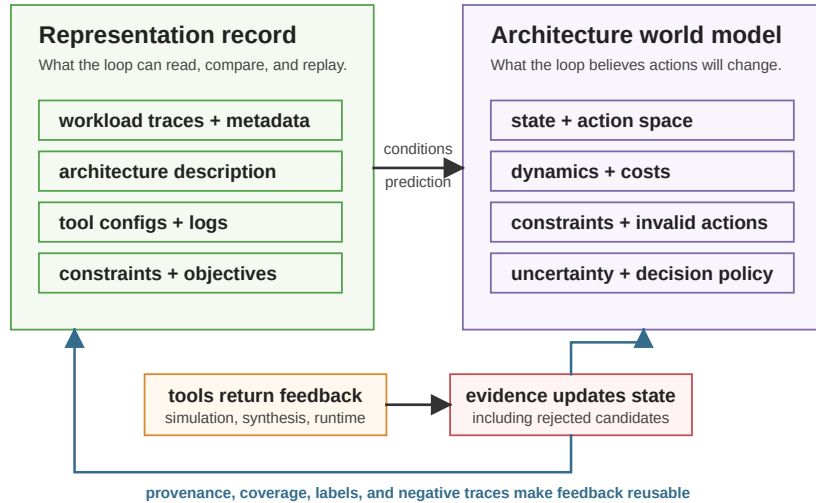 Representation record
What the loop can read, compare, and replay.
workload traces + metadata
architecture description
tool configs + logs
constraints + objectives
conditions
prediction
Architecture world model
What the loop believes actions will change.
state + action space
dynamics + costs
constraints + invalid actions
uncertainty + decision policy
tools return feedback
simulation, synthesis, runtime
evidence updates state
including rejected candidates
provenance, coverage, labels, and negative traces make feedback reusable